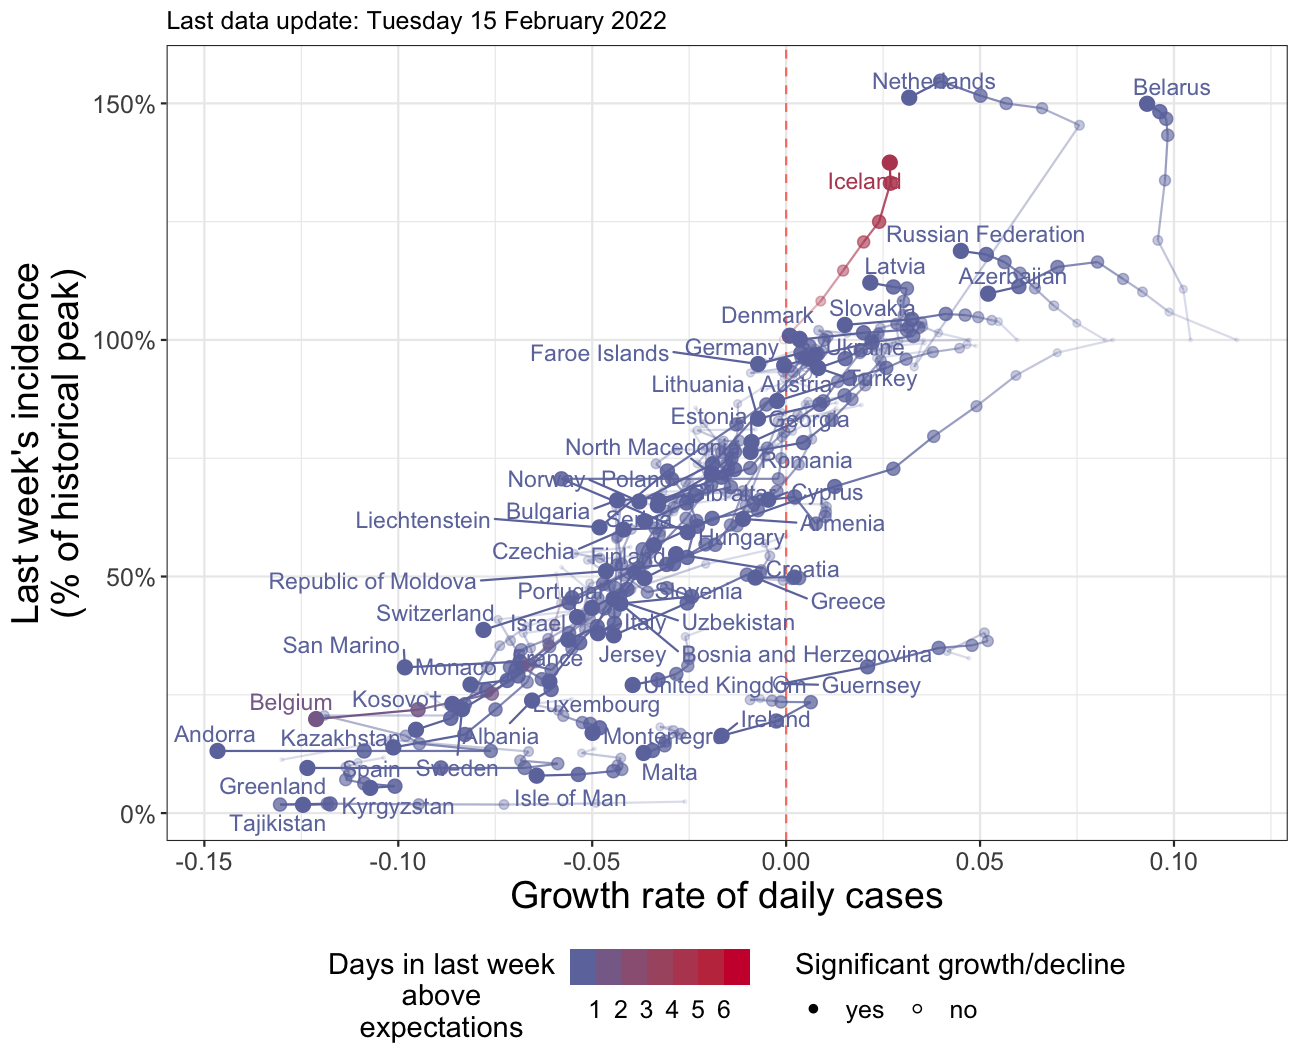 Last data update: Tuesday 15 February 2022
Last week's incidence
(% of historical peak)
150%
100%
50%
0%
Netherlands
Belarus
Iceland
Russian Federation
Latvia
Azerbaijan
Denmark
Slovakia
Faroe Islands
Germany
Ukraine
Lithuania
Austria
Turkey
Estonia
Georgia
North Macedonia
Romania
Norway
Poland
Gibraltar
Cyprus
Bulgaria
Liechtenstein
Serbia
Armenia
Czechia
Finland
Hungary
Republic of Moldova
Croatia
Portugal
Slovenia
Greece
Switzerland
Israel
Italy
Uzbekistan
San Marino
Monaco
France
Jersey
Bosnia and Herzegovina
Belgium
Kosovo†
United Kingdom
Guernsey
Luxembourg
Andorra
Kazakhstan
Albania
Montenegro
Ireland
Greenland
Spain
Sweden
Malta
Tajikistan
Kyrgyzstan
Isle of Man
-0.15
-0.10
-0.05
0.00
0.05
0.10
Growth rate of daily cases
Days in last week
above
expectations
1 2 3 4 5 6
Significant growth/decline
yes
no